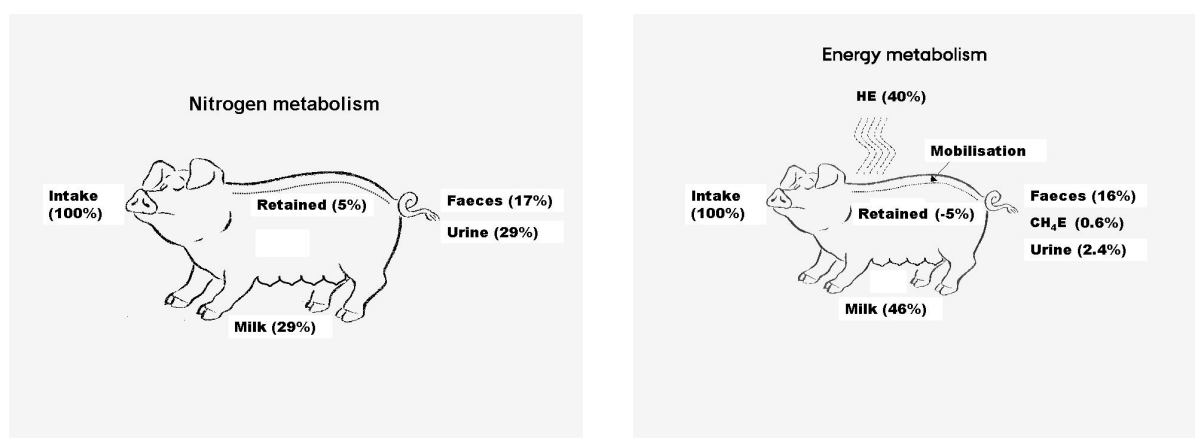 Nitrogen metabolism
Intake
(100%)
Retained (5%)
Faeces (17%)
Urine (29%)
Milk (29%)
Energy metabolism
HE (40%)
Mobilisation
Intake
(100%)
Retained (-5%)
Faeces (16%)
CH₄E (0.6%)
Urine (2.4%)
Milk (46%)